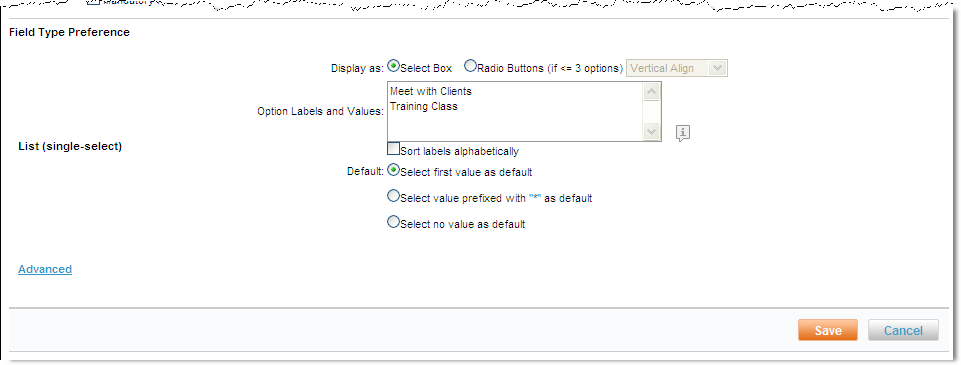 Field Type Preference
Display as: Select Box Radio Buttons (if <= 3 options) Vertical Align
Option Labels and Values:
Meet with Clients
Training Class
List (single-select)
Sort labels alphabetically
Default: Select first value as default
Select value prefixed with "*" as default
Select no value as default
Advanced
Save Cancel